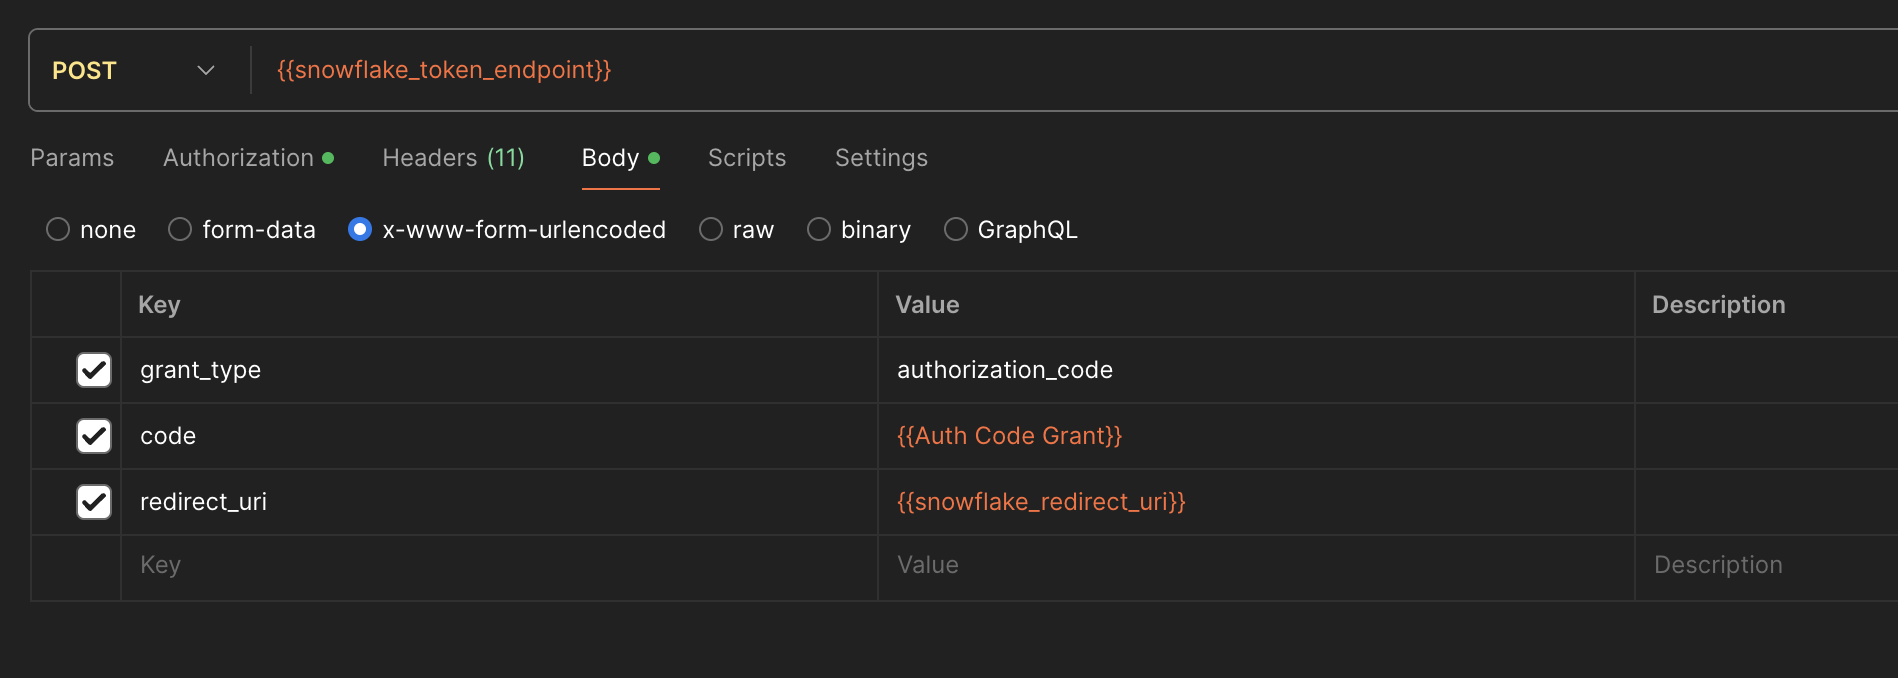 POST {{snowflake_token_endpoint}}
Params Authorization Headers (11) Body Scripts Settings
none form-data x-www-form-urlencoded raw binary GraphQL
Key Value Description
grant_type authorization_code
code {{Auth Code Grant}}
redirect_uri {{snowflake_redirect_uri}}
Key Value Description